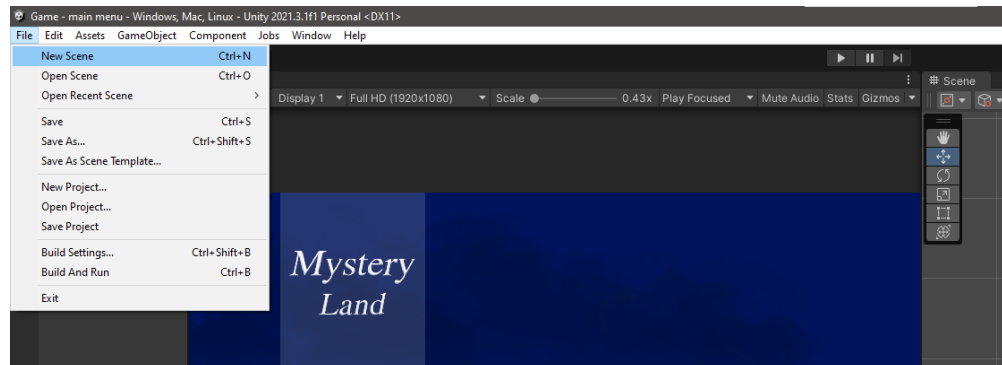 Game - main menu - Windows, Mac, Linux - Unity 2021.3.1f1 Personal <DX11>
File Edit Assets GameObject Component Jobs Window Help
New Scene Ctrl+N
Open Scene Ctrl+O
Open Recent Scene >
Save Ctrl+S
Save As... Ctrl+Shift+S
Save As Scene Template...
New Project...
Open Project...
Save Project
Build Settings... Ctrl+Shift+B
Build And Run Ctrl+B
Exit
Display 1 Full HD (1920x1080) Scale 0.43x Play Focused Mute Audio Stats Gizmos
# Scene
Mystery
Land